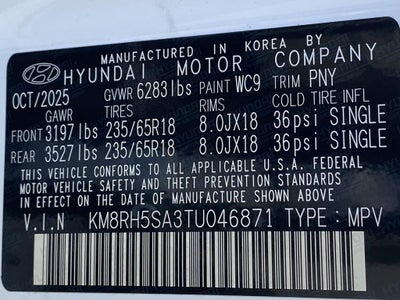 MANUFACTURED IN KOREA BY
HYUNDAI MOTOR COMPANY
OCT/2025 GVWR 6283lbs PAINT WC9 TRIM PNY
GAWR TIRES RIMS COLD TIRE INFL
FRONT 3197lbs 235/65R18 8.0JX18 36psi SINGLE
REAR 3527lbs 235/65R18 8.0JX18 36psi SINGLE
THIS VEHICLE CONFORMS TO ALL APPLICABLE U.S.A. FEDERAL
MOTOR VEHICLE SAFETY AND THEFT PREVENTION STANDARDS
IN EFFECT ON THE DATE OF MANUFACTURE SHOWN ABOVE
V.I.N KM8RH5SA3TU046871 TYPE : MPV